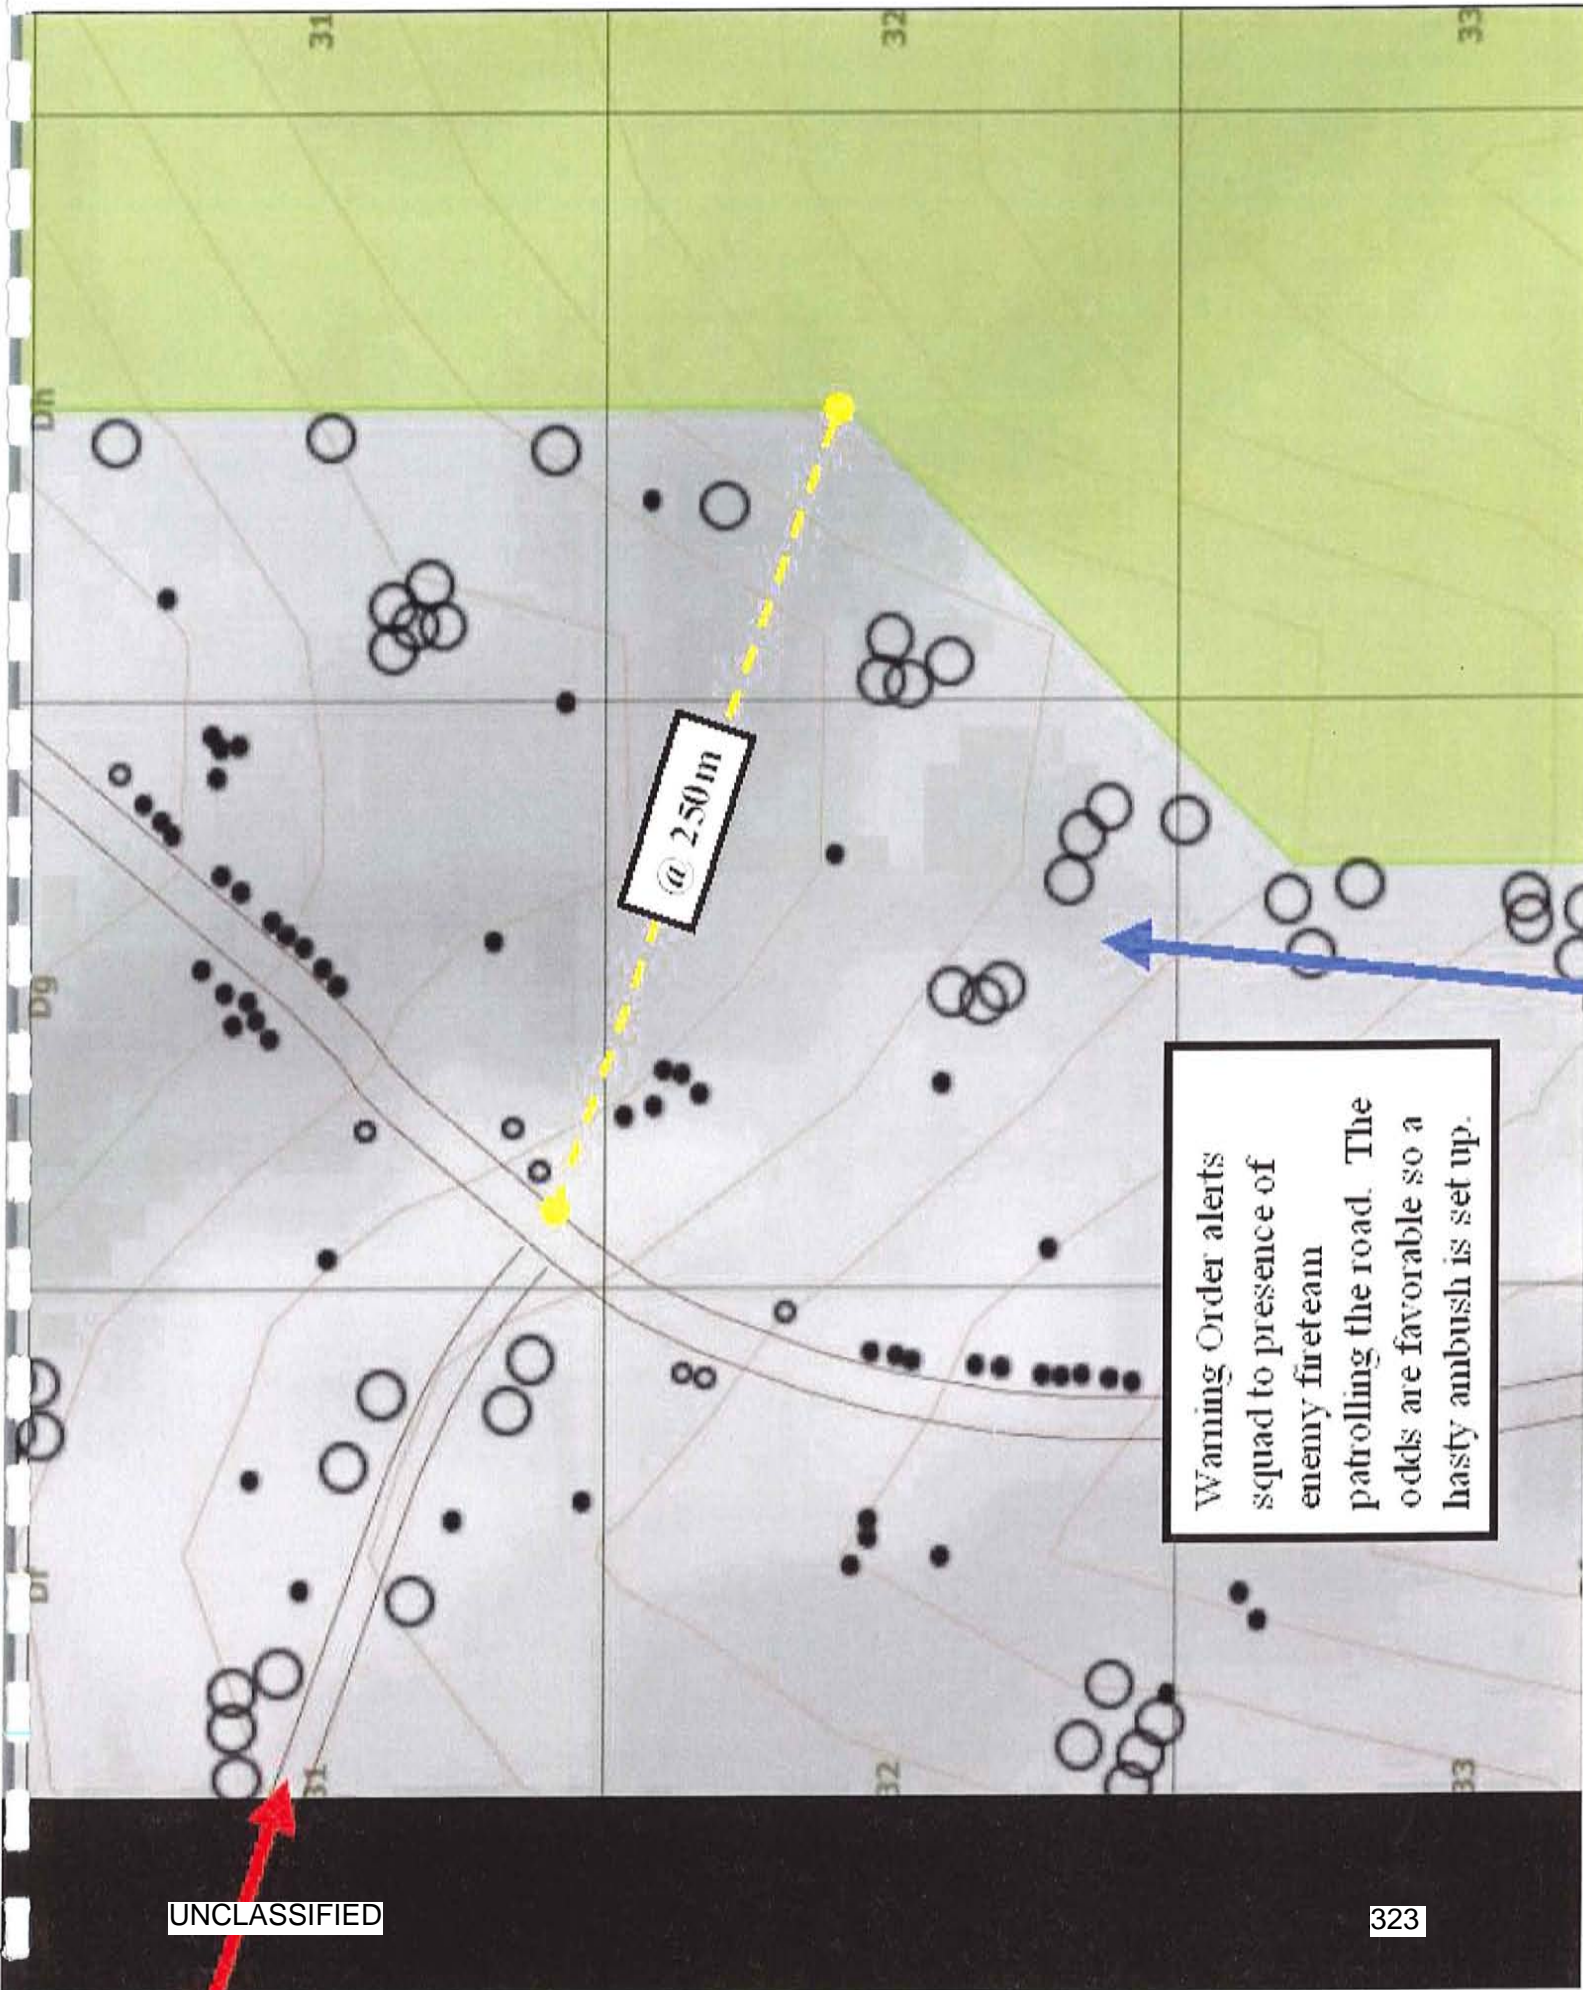 31
32
33
Dh
Dg
Df
@ 250m
Warning Order alerts
squad to presence of
enemy fireteam
patrolling the road.  The
odds are favorable so a
hasty ambush is set up.
31
32
33
UNCLASSIFIED
323